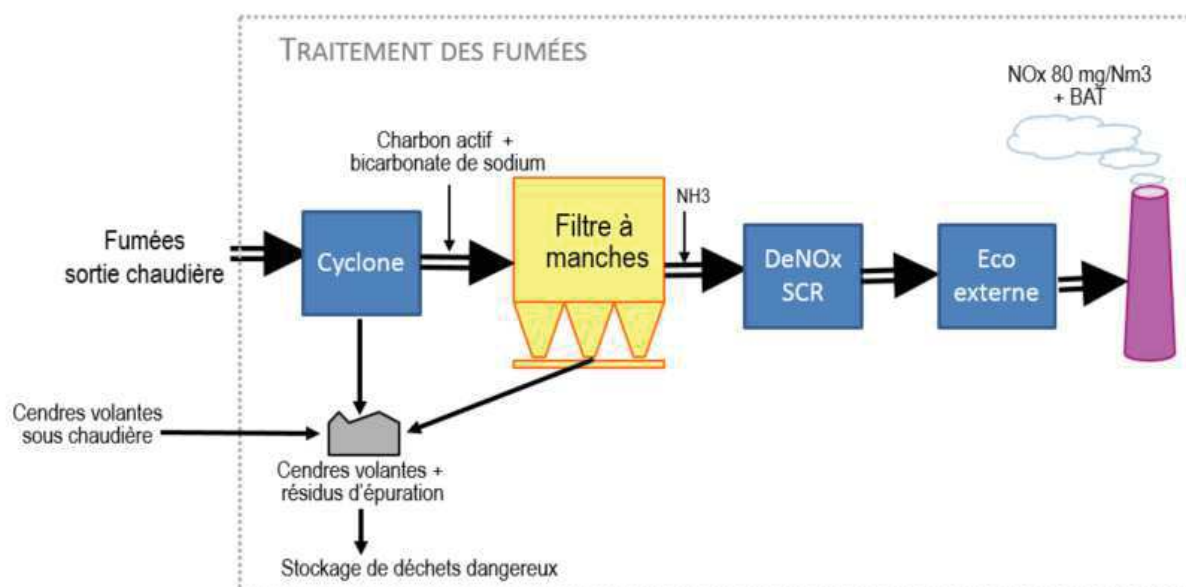 TRAITEMENT DES FUMÉES
NOx 80 mg/Nm3
+ BAT
Charbon actif +
bicarbonate de sodium
NH3
Fumées
sortie chaudière
Cyclone
Filtre à
manches
DeNOx
SCR
Eco
externe
Cendres volantes
sous chaudière
Cendres volantes +
résidus d'épuration
Stockage de déchets dangereux